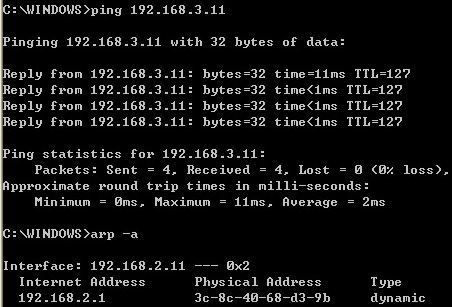 C:\WINDOWS>ping 192.168.3.11
Pinging 192.168.3.11 with 32 bytes of data:
Reply from 192.168.3.11: bytes=32 time=11ms TTL=127
Reply from 192.168.3.11: bytes=32 time<1ms TTL=127
Reply from 192.168.3.11: bytes=32 time<1ms TTL=127
Reply from 192.168.3.11: bytes=32 time<1ms TTL=127
Ping statistics for 192.168.3.11:
Packets: Sent = 4, Received = 4, Lost = 0 (0% loss),
Approximate round trip times in milli-seconds:
Minimum = 0ms, Maximum = 11ms, Average = 2ms
C:\WINDOWS>arp -a
Interface: 192.168.2.11 --- 0x2
Internet Address Physical Address Type
192.168.2.1 3c-8c-40-68-d3-9b dynamic